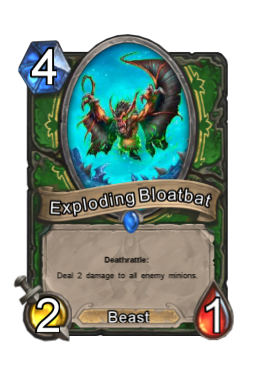 4
Exploding Bloatbat
Deathrattle:
Deal 2 damage to all enemy minions.
2
Beast
1